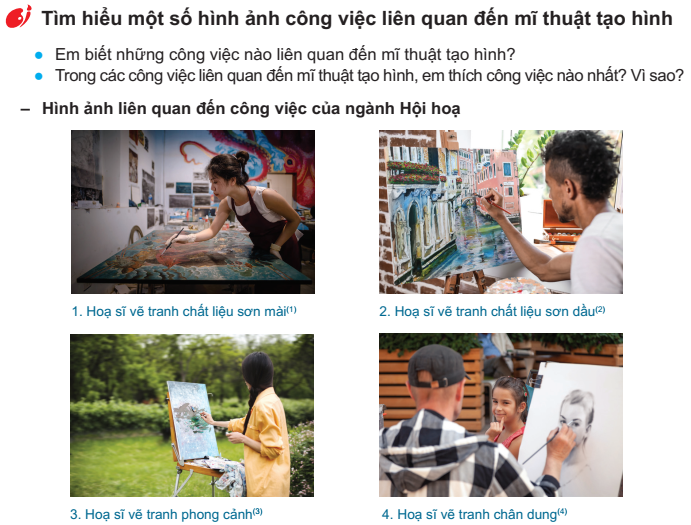 Tìm hiểu một số hình ảnh công việc liên quan đến mĩ thuật tạo hình
● Em biết những công việc nào liên quan đến mĩ thuật tạo hình?
● Trong các công việc liên quan đến mĩ thuật tạo hình, em thích công việc nào nhất? Vì sao?
– Hình ảnh liên quan đến công việc của ngành Hội hoạ
1. Hoạ sĩ vẽ tranh chất liệu sơn mài(1)
2. Hoạ sĩ vẽ tranh chất liệu sơn dầu(2)
3. Hoạ sĩ vẽ tranh phong cảnh(3)
4. Hoạ sĩ vẽ tranh chân dung(4)